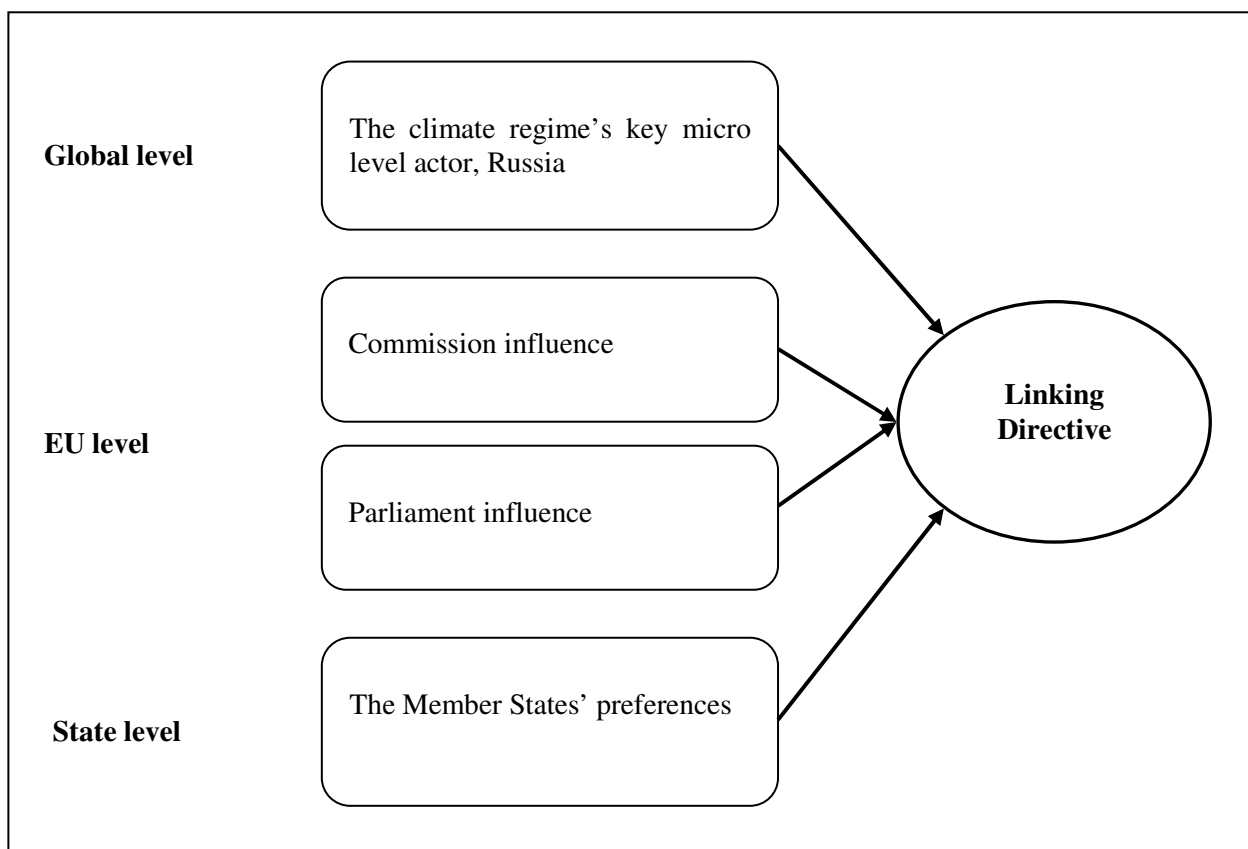 Global level
The climate regime’s key micro
level actor, Russia
EU level
Commission influence
Parliament influence
State level
The Member States’ preferences
Linking
Directive